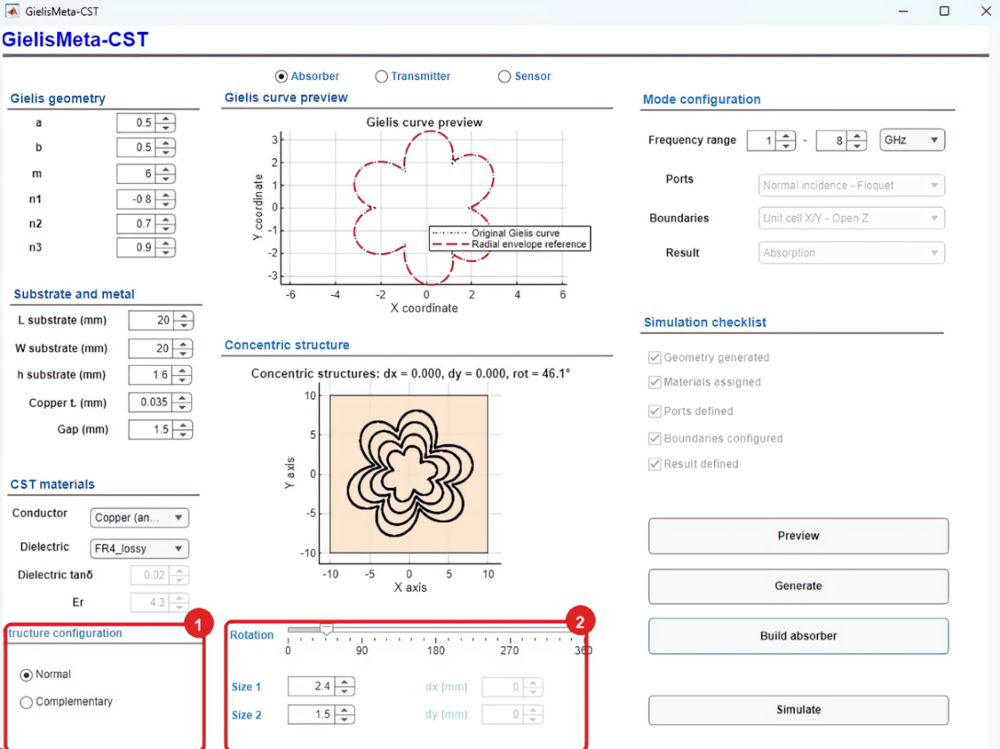 GielisMeta-CST
GielisMeta-CST
Absorber Transmitter Sensor
Gielis geometry
a 0.5
b 0.5
m 6
n1 -0.8
n2 0.7
n3 0.9
Substrate and metal
L substrate (mm) 20
W substrate (mm) 20
h substrate (mm) 1.6
Copper t. (mm) 0.035
Gap (mm) 1.5
CST materials
Conductor Copper (an...
Dielectric FR4_lossy
Dielectric tanδ 0.02
Er 4.3
tructure configuration 1
Normal
Complementary
Gielis curve preview
Gielis curve preview
3
2
1
0
-1
-2
-3
Y coordinate
Original Gielis curve
Radial envelope reference
-6 -4 -2 0 2 4 6
X coordinate
Concentric structure
Concentric structures: dx = 0.000, dy = 0.000, rot = 46.1°
10
5
0
-5
-10
Y axis
-10 -5 0 5 10
X axis
2
Rotation
0 90 180 270 360
Size 1 2.4 dx (mm) 0
Size 2 1.5 dy (mm) 0
Mode configuration
Frequency range 1 - 8 GHz
Ports Normal incidence - Floquet
Boundaries Unit cell X/Y - Open Z
Result Absorption
Simulation checklist
Geometry generated
Materials assigned
Ports defined
Boundaries configured
Result defined
Preview
Generate
Build absorber
Simulate